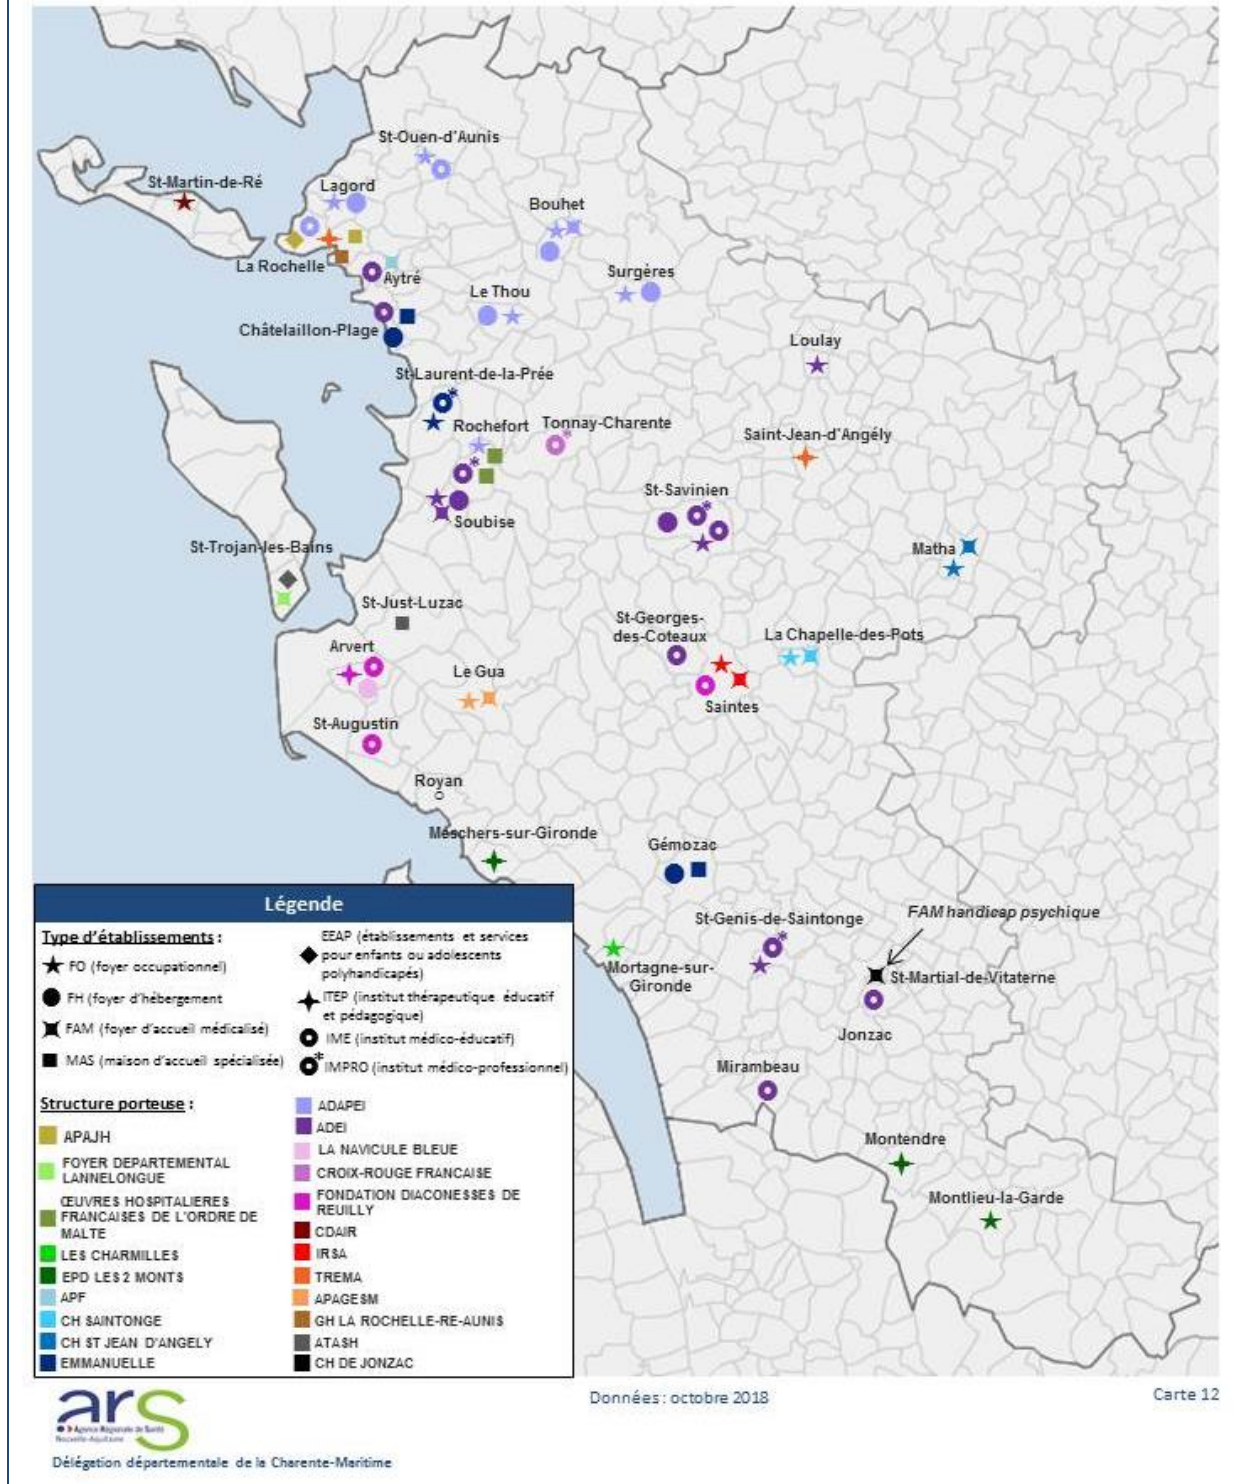 St-Ouen-d'Aunis
St-Martin-de-Ré
Lagord
Bouhet
La Rochelle
Aytré
Surgères
Le Thou
Châtelaillon-Plage
Loulay
St-Laurent-de-la-Prée
*
Rochefort
Tonnay-Charente
*
Saint-Jean-d'Angély
*
St-Savinien
*
Soubise
St-Trojan-les-Bains
Matha
St-Just-Luzac
St-Georges-
des-Coteaux
La Chapelle-des-Pots
Arvert
Le Gua
Saintes
St-Augustin
Royan
Meschers-sur-Gironde
Gémozac
St-Genis-de-Saintonge
*
FAM handicap psychique
Mortagne-sur-
Gironde
St-Martial-de-Vitaterne
Jonzac
Mirambeau
Montendre
Montlieu-la-Garde
Légende
Type d'établissements :
FO (foyer occupationnel)
FH (foyer d'hébergement
FAM (foyer d'accueil médicalisé)
MAS (maison d'accueil spécialisée)
EEAP (établissements et services
pour enfants ou adolescents
polyhandicapés)
ITEP (institut thérapeutique éducatif
et pédagogique)
IME (institut médico-éducatif)
* IMPRO (institut médico-professionnel)
Structure porteuse :
APAJH
FOYER DEPARTEMENTAL
LANNELONGUE
ŒUVRES HOSPITALIERES
FRANCAISES DE L'ORDRE DE
MALTE
LES CHARMILLES
EPD LES 2 MONTS
APF
CH SAINTONGE
CH ST JEAN D'ANGELY
EMMANUELLE
ADAPEI
ADEI
LA NAVICULE BLEUE
CROIX-ROUGE FRANCAISE
FONDATION DIACONESSES DE
REUILLY
CDAIR
IRSA
TREMA
APAGESM
GH LA ROCHELLE-RE-AUNIS
ATASH
CH DE JONZAC
ars
Agence Régionale de Santé
Nouvelle-Aquitaine
Délégation départementale de la Charente-Maritime
Données : octobre 2018
Carte 12